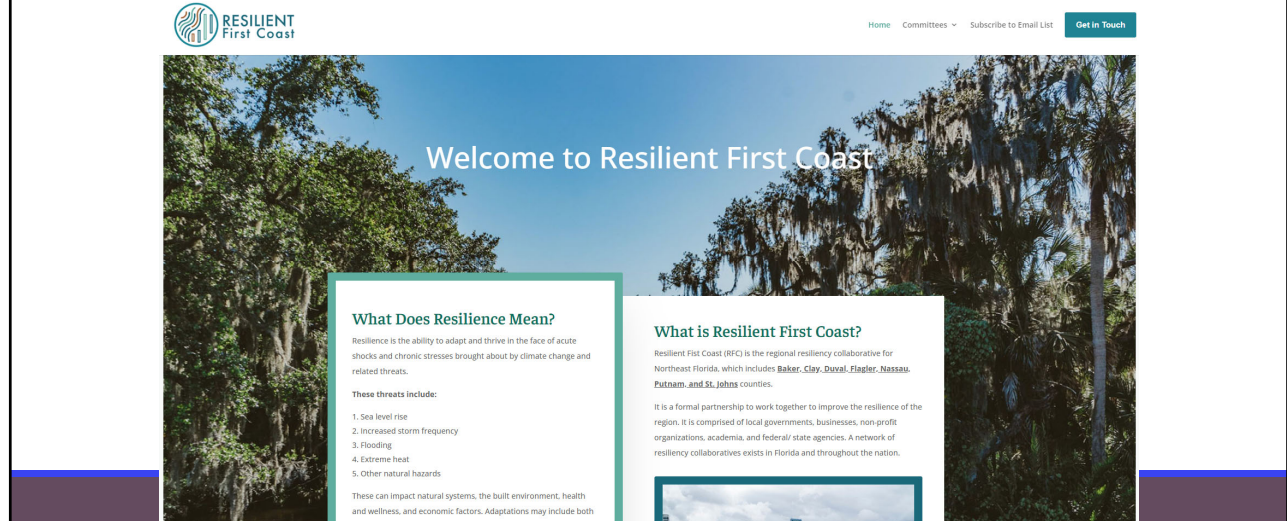 RESILIENT
First Coast
Home Committees Subscribe to Email List Get in Touch
Welcome to Resilient First Coast
What Does Resilience Mean?
Resilience is the ability to adapt and thrive in the face of acute
shocks and chronic stresses brought about by climate change and
related threats.
These threats include:
1. Sea level rise
2. Increased storm frequency
3. Flooding
4. Extreme heat
5. Other natural hazards
These can impact natural systems, the built environment, health
and wellness, and economic factors. Adaptations may include both
What is Resilient First Coast?
Resilient Fist Coast (RFC) is the regional resiliency collaborative for
Northeast Florida, which includes Baker, Clay, Duval, Flagler, Nassau,
Putnam, and St. Johns counties.
It is a formal partnership to work together to improve the resilience of the
region. It is comprised of local governments, businesses, non-profit
organizations, academia, and federal/ state agencies. A network of
resiliency collaboratives exists in Florida and throughout the nation.